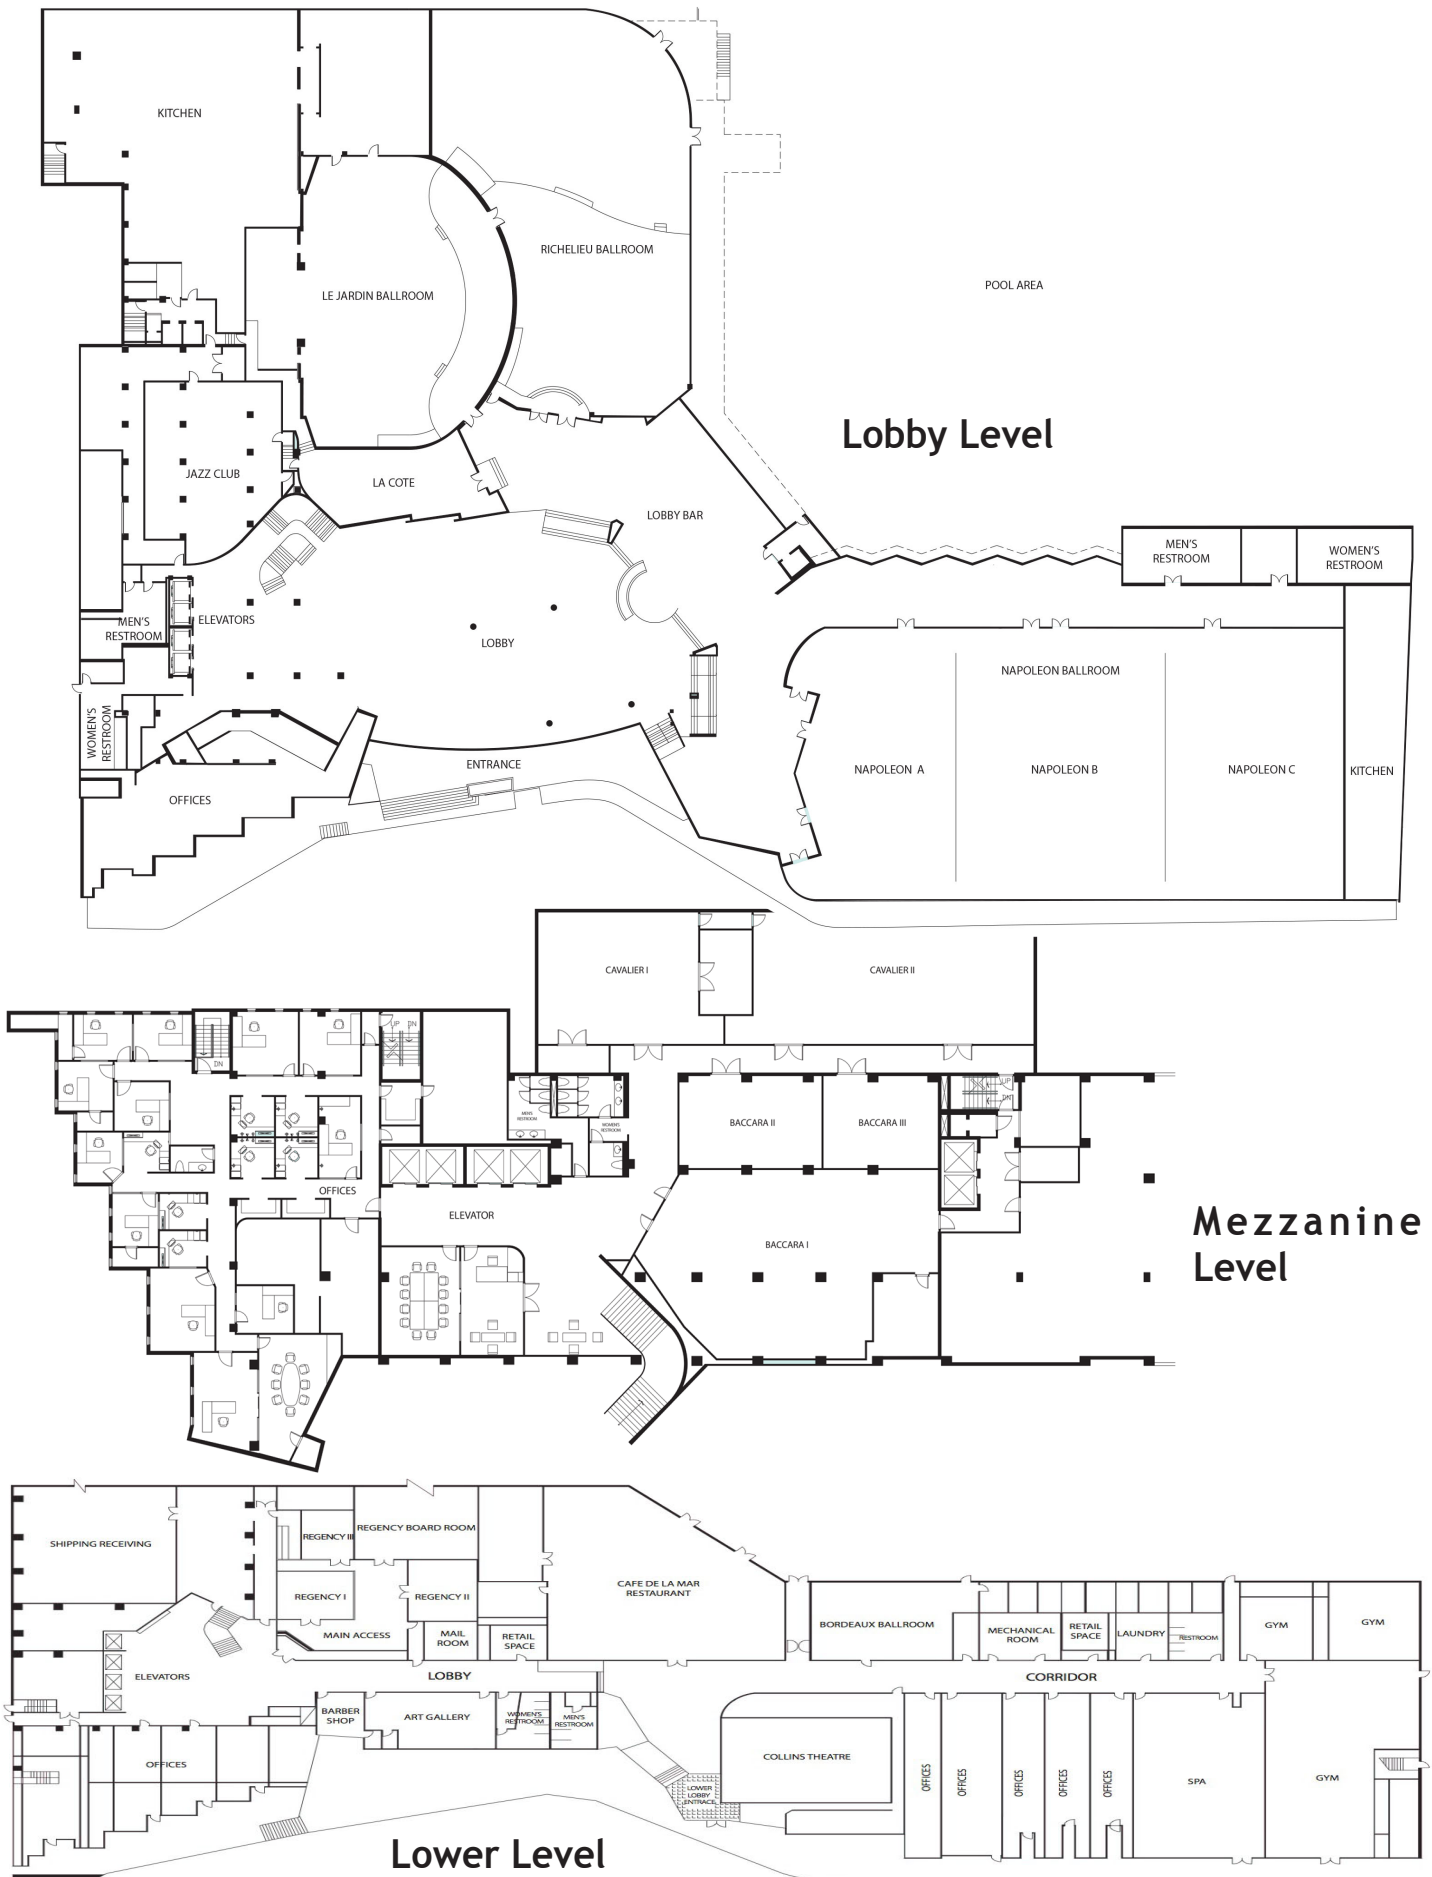 KITCHEN
RICHELIEU BALLROOM
POOL AREA
LE JARDIN BALLROOM
Lobby Level
JAZZ CLUB
LA COTE
LOBBY BAR
MEN'S
RESTROOM
WOMEN'S
RESTROOM
ELEVATORS
MEN'S
RESTROOM
LOBBY
NAPOLEON BALLROOM
WOMEN'S
RESTROOM
ENTRANCE
NAPOLEON A
NAPOLEON B
NAPOLEON C
KITCHEN
OFFICES
CAVALIER I
CAVALIER II
UP
DN
DN
UP
DN
MEN'S
RESTROOM
WOMEN'S
RESTROOM
BACCARA II
BACCARA III
OFFICES
ELEVATOR
BACCARA I
Mezzanine
Level
SHIPPING RECEIVING
REGENCY III
REGENCY BOARD ROOM
CAFE DE LA MAR
RESTAURANT
REGENCY I
REGENCY II
MAIN ACCESS
MAIL
ROOM
RETAIL
SPACE
BORDEAUX BALLROOM
MECHANICAL
ROOM
RETAIL
SPACE
LAUNDRY
RESTROOM
GYM
GYM
ELEVATORS
LOBBY
CORRIDOR
BARBER
SHOP
ART GALLERY
WOMEN'S
RESTROOM
MEN'S
RESTROOM
OFFICES
COLLINS THEATRE
LOWER
LOBBY
ENTRACE
OFFICES
OFFICES
OFFICES
OFFICES
OFFICES
SPA
GYM
Lower Level